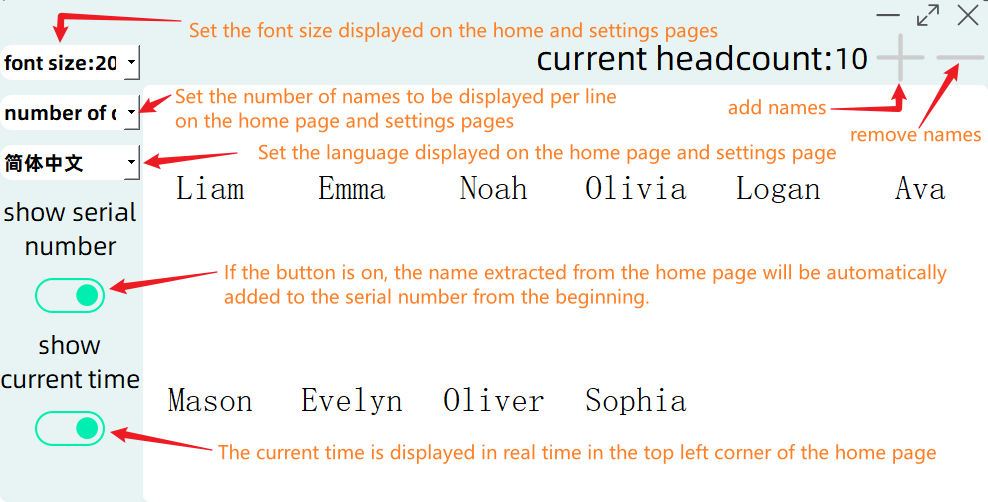 Set the font size displayed on the home and settings pages
current headcount:10
font size:20
Set the number of names to be displayed per line
on the home page and settings pages
number of
add names
remove names
简体中文
Set the language displayed on the home page and settings page
Liam Emma Noah Olivia Logan Ava
show serial
number
If the button is on, the name extracted from the home page will be automatically
added to the serial number from the beginning.
show
current time
Mason Evelyn Oliver Sophia
The current time is displayed in real time in the top left corner of the home page